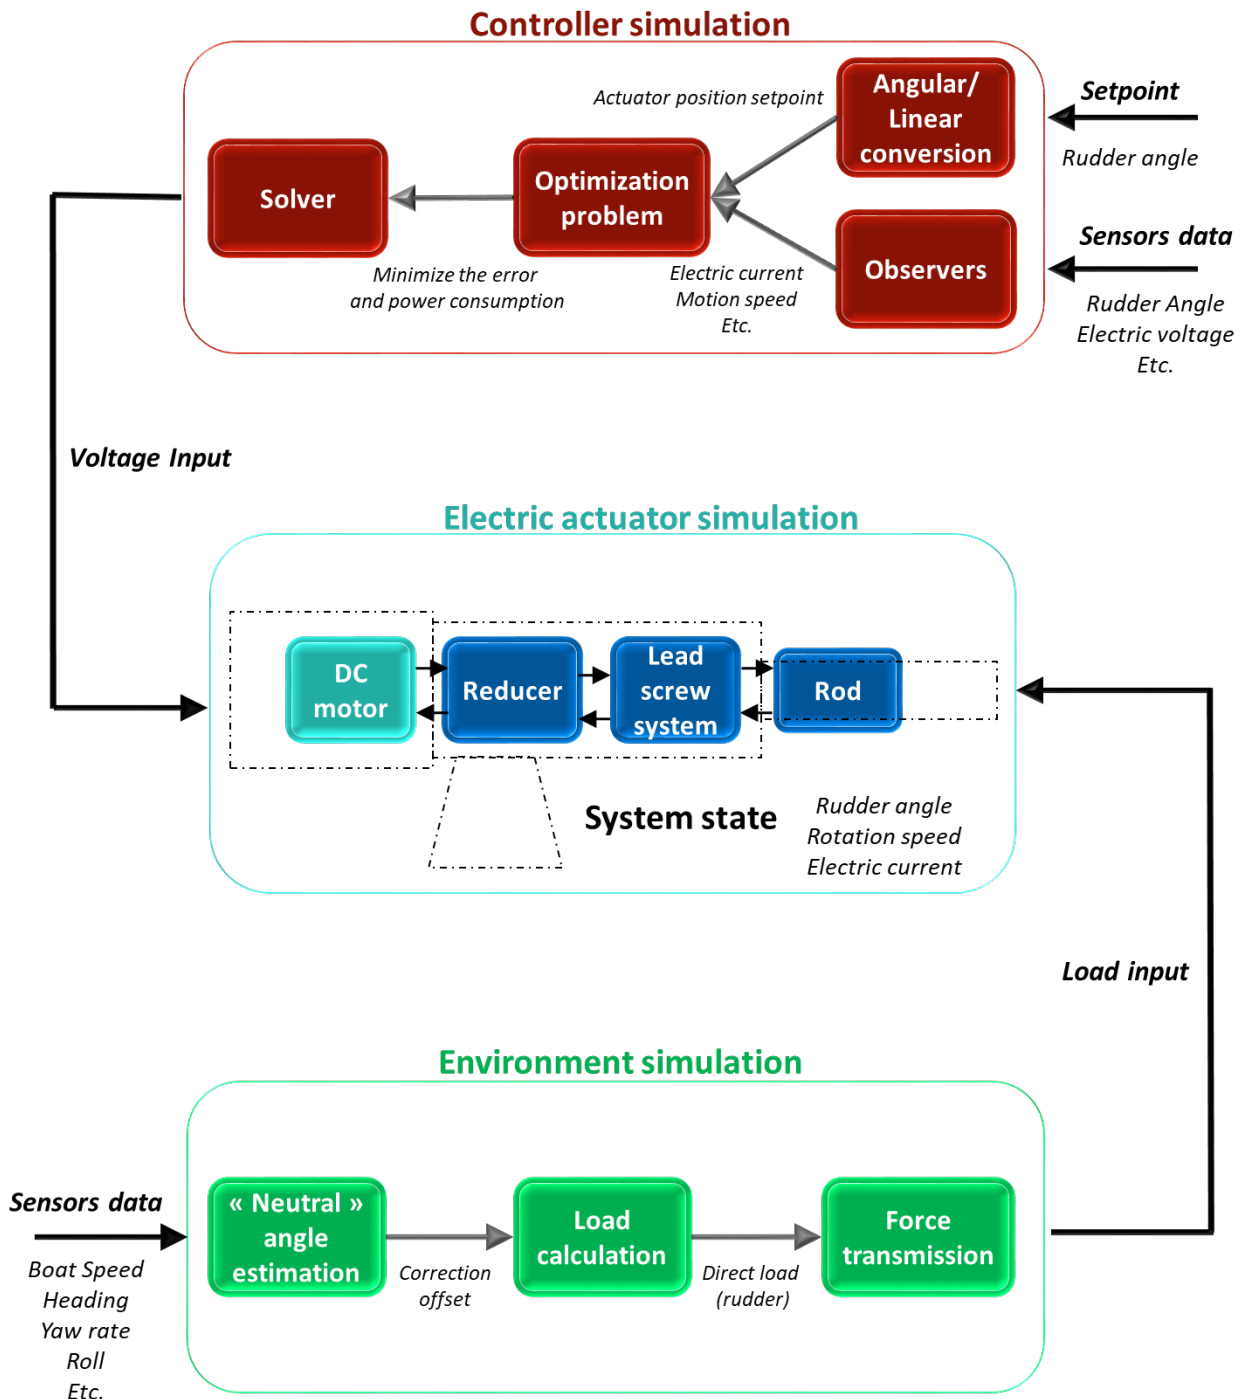 Controller simulation
Actuator position setpoint
Angular/
Linear
conversion
Setpoint
Rudder angle
Solver
Optimization
problem
Observers
Sensors data
Rudder Angle
Electric voltage
Etc.
Minimize the error
and power consumption
Electric current
Motion speed
Etc.
Voltage Input
Electric actuator simulation
DC
motor
Reducer
Lead
screw
system
Rod
System state
Rudder angle
Rotation speed
Electric current
Load input
Environment simulation
Sensors data
Boat Speed
Heading
Yaw rate
Roll
Etc.
« Neutral »
angle
estimation
Correction
offset
Load
calculation
Direct load
(rudder)
Force
transmission